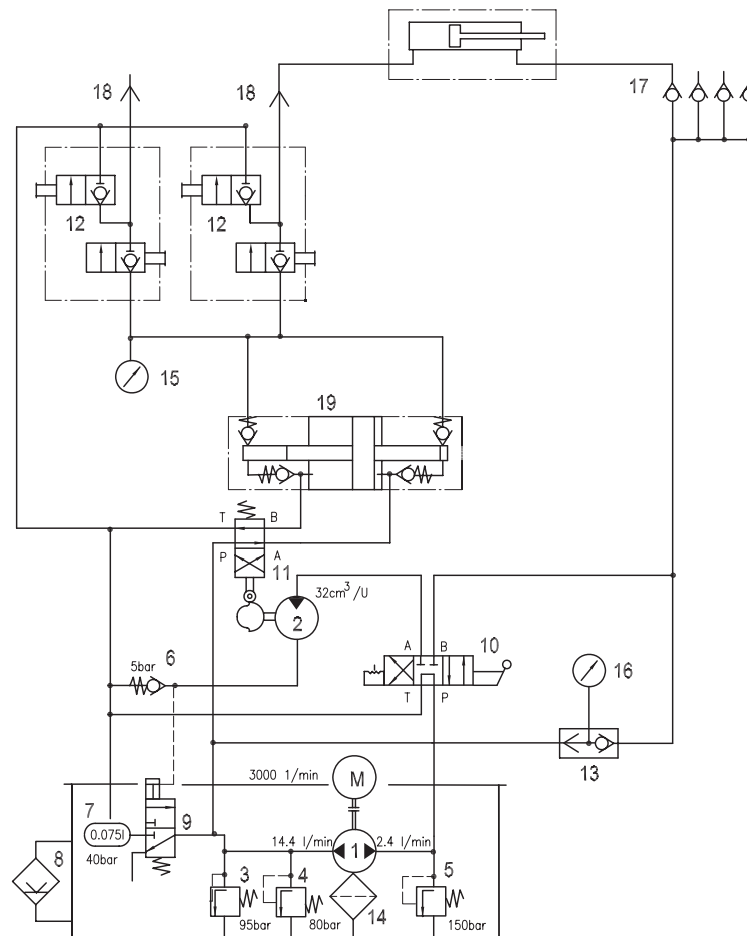 17
18
18
12
12
15
19
T
B
P
A
11
32cm³/U
2
A
B
10
6
5bar
T
P
16
13
3000 1/min
M
7
0.075l
9
40bar
8
14.4 l/min
1
2.4 l/min
3
4
5
95bar
80bar
14
150bar